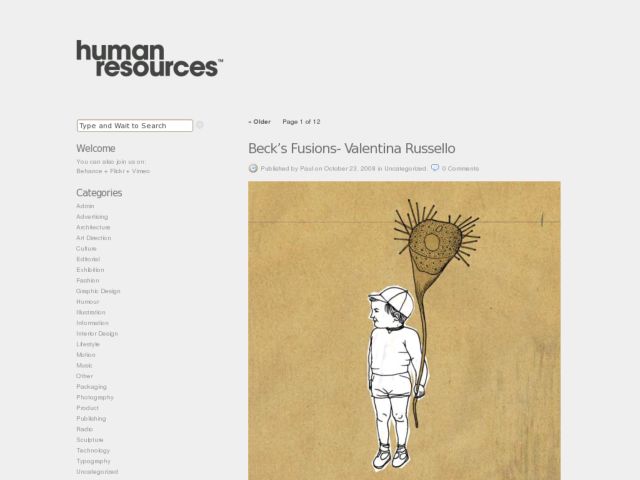 human
resources™
Type and Wait to Search
« Older Page 1 of 12
Beck's Fusions- Valentina Russello
Published by Paul on October 23, 2009 in Uncategorized. 0 Comments
Welcome
You can also join us on:
Behance + Flickr + Vimeo
Categories
Admin
Advertising
Architecture
Art Direction
Culture
Editorial
Exhibition
Fashion
Graphic Design
Humour
Illustration
Information
Interior Design
Lifestyle
Motion
Music
Other
Packaging
Photography
Product
Publishing
Radio
Sculpture
Technology
Typography
Uncategorized